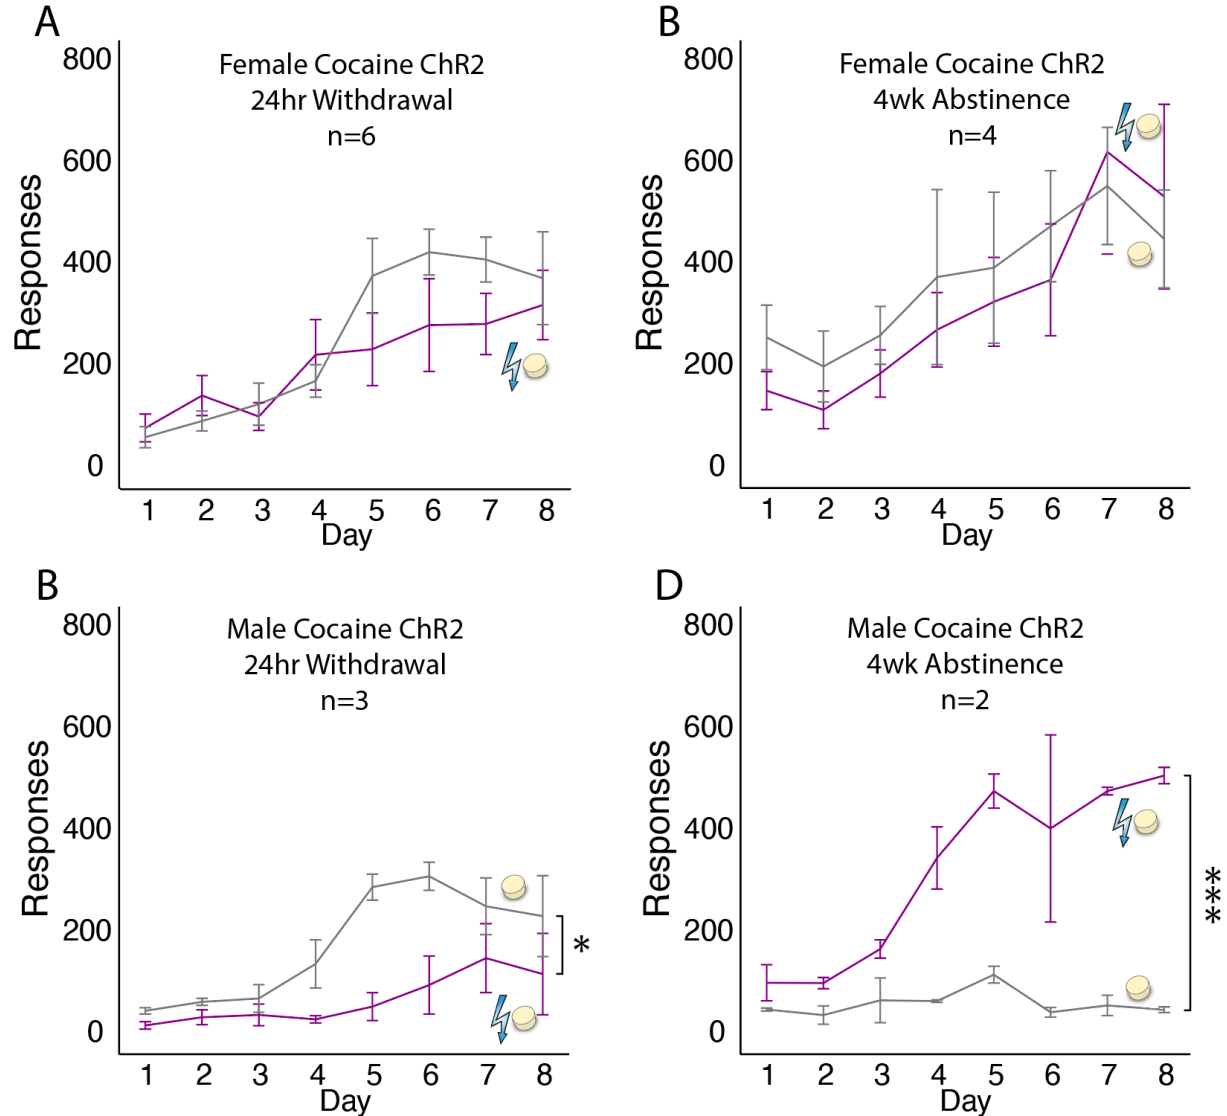 A
Female Cocaine ChR2
24hr Withdrawal
n=6
800
600
400
200
0
Responses
1 2 3 4 5 6 7 8
Day
B
Female Cocaine ChR2
4wk Abstinence
n=4
800
600
400
200
0
Responses
1 2 3 4 5 6 7 8
Day
B
Male Cocaine ChR2
24hr Withdrawal
n=3
800
600
400
200
0
Responses
*
1 2 3 4 5 6 7 8
Day
D
Male Cocaine ChR2
4wk Abstinence
n=2
800
600
400
200
0
Responses
***
1 2 3 4 5 6 7 8
Day